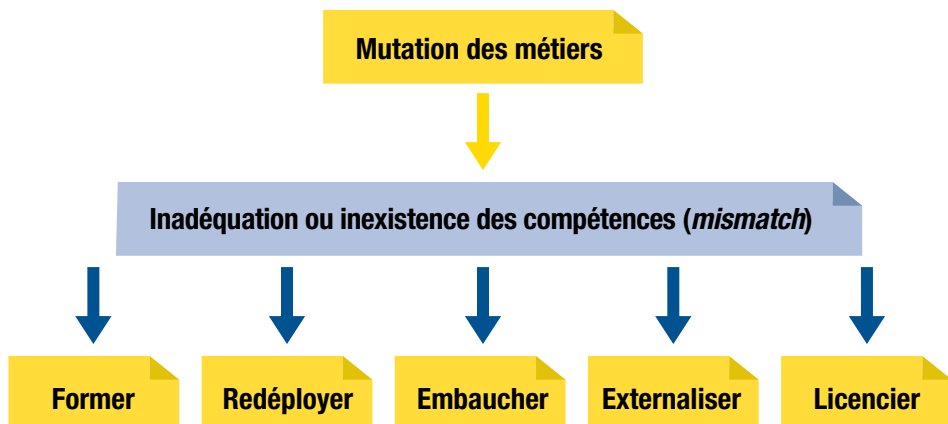 Mutation des métiers
Inadéquation ou inexistence des compétences (mismatch)
Former
Redéployer
Embaucher
Externaliser
Licencier